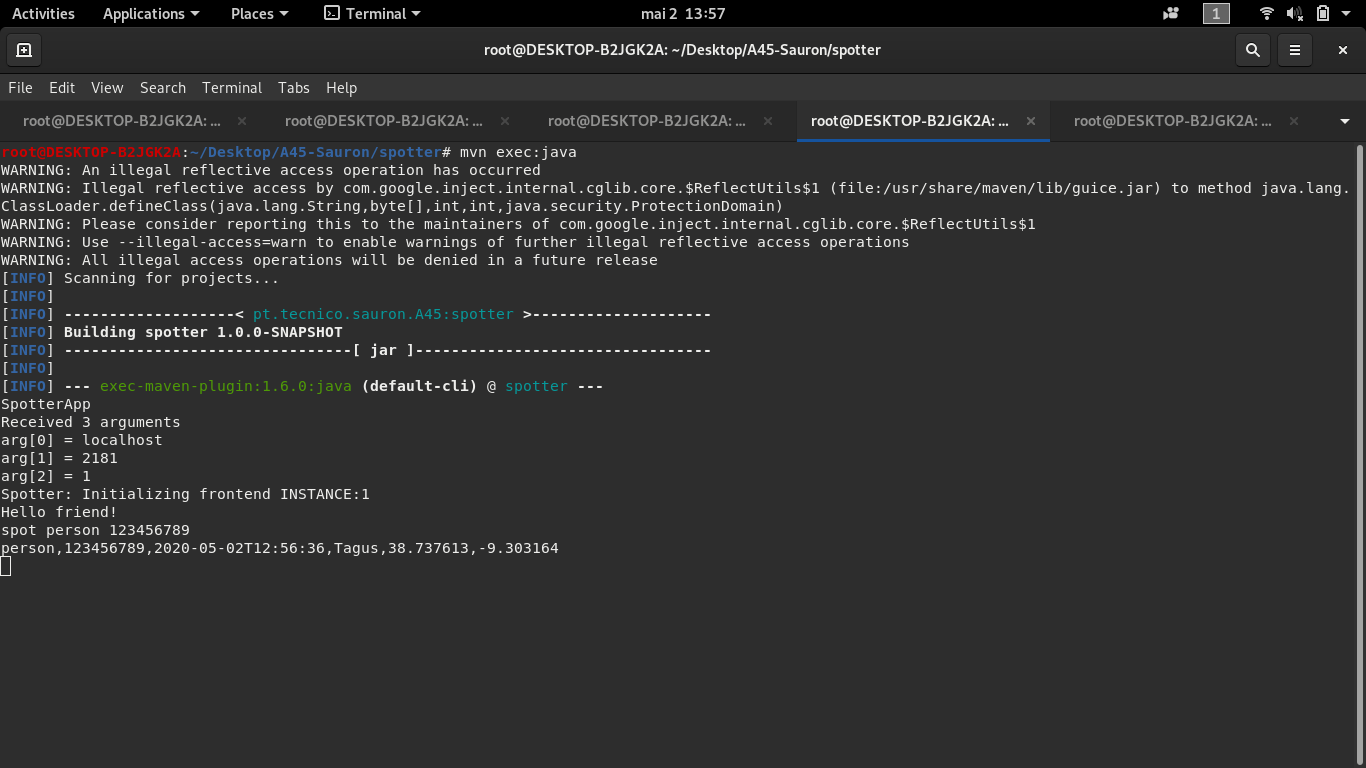 Activities Applications Places Terminal mai 2 13:57 1
root@DESKTOP-B2JGK2A: ~/Desktop/A45-Sauron/spotter
File Edit View Search Terminal Tabs Help
root@DESKTOP-B2JGK2A: ... root@DESKTOP-B2JGK2A: ... root@DESKTOP-B2JGK2A: ... root@DESKTOP-B2JGK2A: ... root@DESKTOP-B2JGK2A: ...
root@DESKTOP-B2JGK2A:~/Desktop/A45-Sauron/spotter# mvn exec:java
WARNING: An illegal reflective access operation has occurred
WARNING: Illegal reflective access by com.google.inject.internal.cglib.core.$ReflectUtils$1 (file:/usr/share/maven/lib/guice.jar) to method java.lang.
ClassLoader.defineClass(java.lang.String,byte[],int,int,java.security.ProtectionDomain)
WARNING: Please consider reporting this to the maintainers of com.google.inject.internal.cglib.core.$ReflectUtils$1
WARNING: Use --illegal-access=warn to enable warnings of further illegal reflective access operations
WARNING: All illegal access operations will be denied in a future release
[INFO] Scanning for projects...
[INFO]
[INFO] -------------------< pt.tecnico.sauron.A45:spotter >--------------------
[INFO] Building spotter 1.0.0-SNAPSHOT
[INFO] --------------------------------[ jar ]---------------------------------
[INFO]
[INFO] --- exec-maven-plugin:1.6.0:java (default-cli) @ spotter ---
SpotterApp
Received 3 arguments
arg[0] = localhost
arg[1] = 2181
arg[2] = 1
Spotter: Initializing frontend INSTANCE:1
Hello friend!
spot person 123456789
person,123456789,2020-05-02T12:56:36,Tagus,38.737613,-9.303164